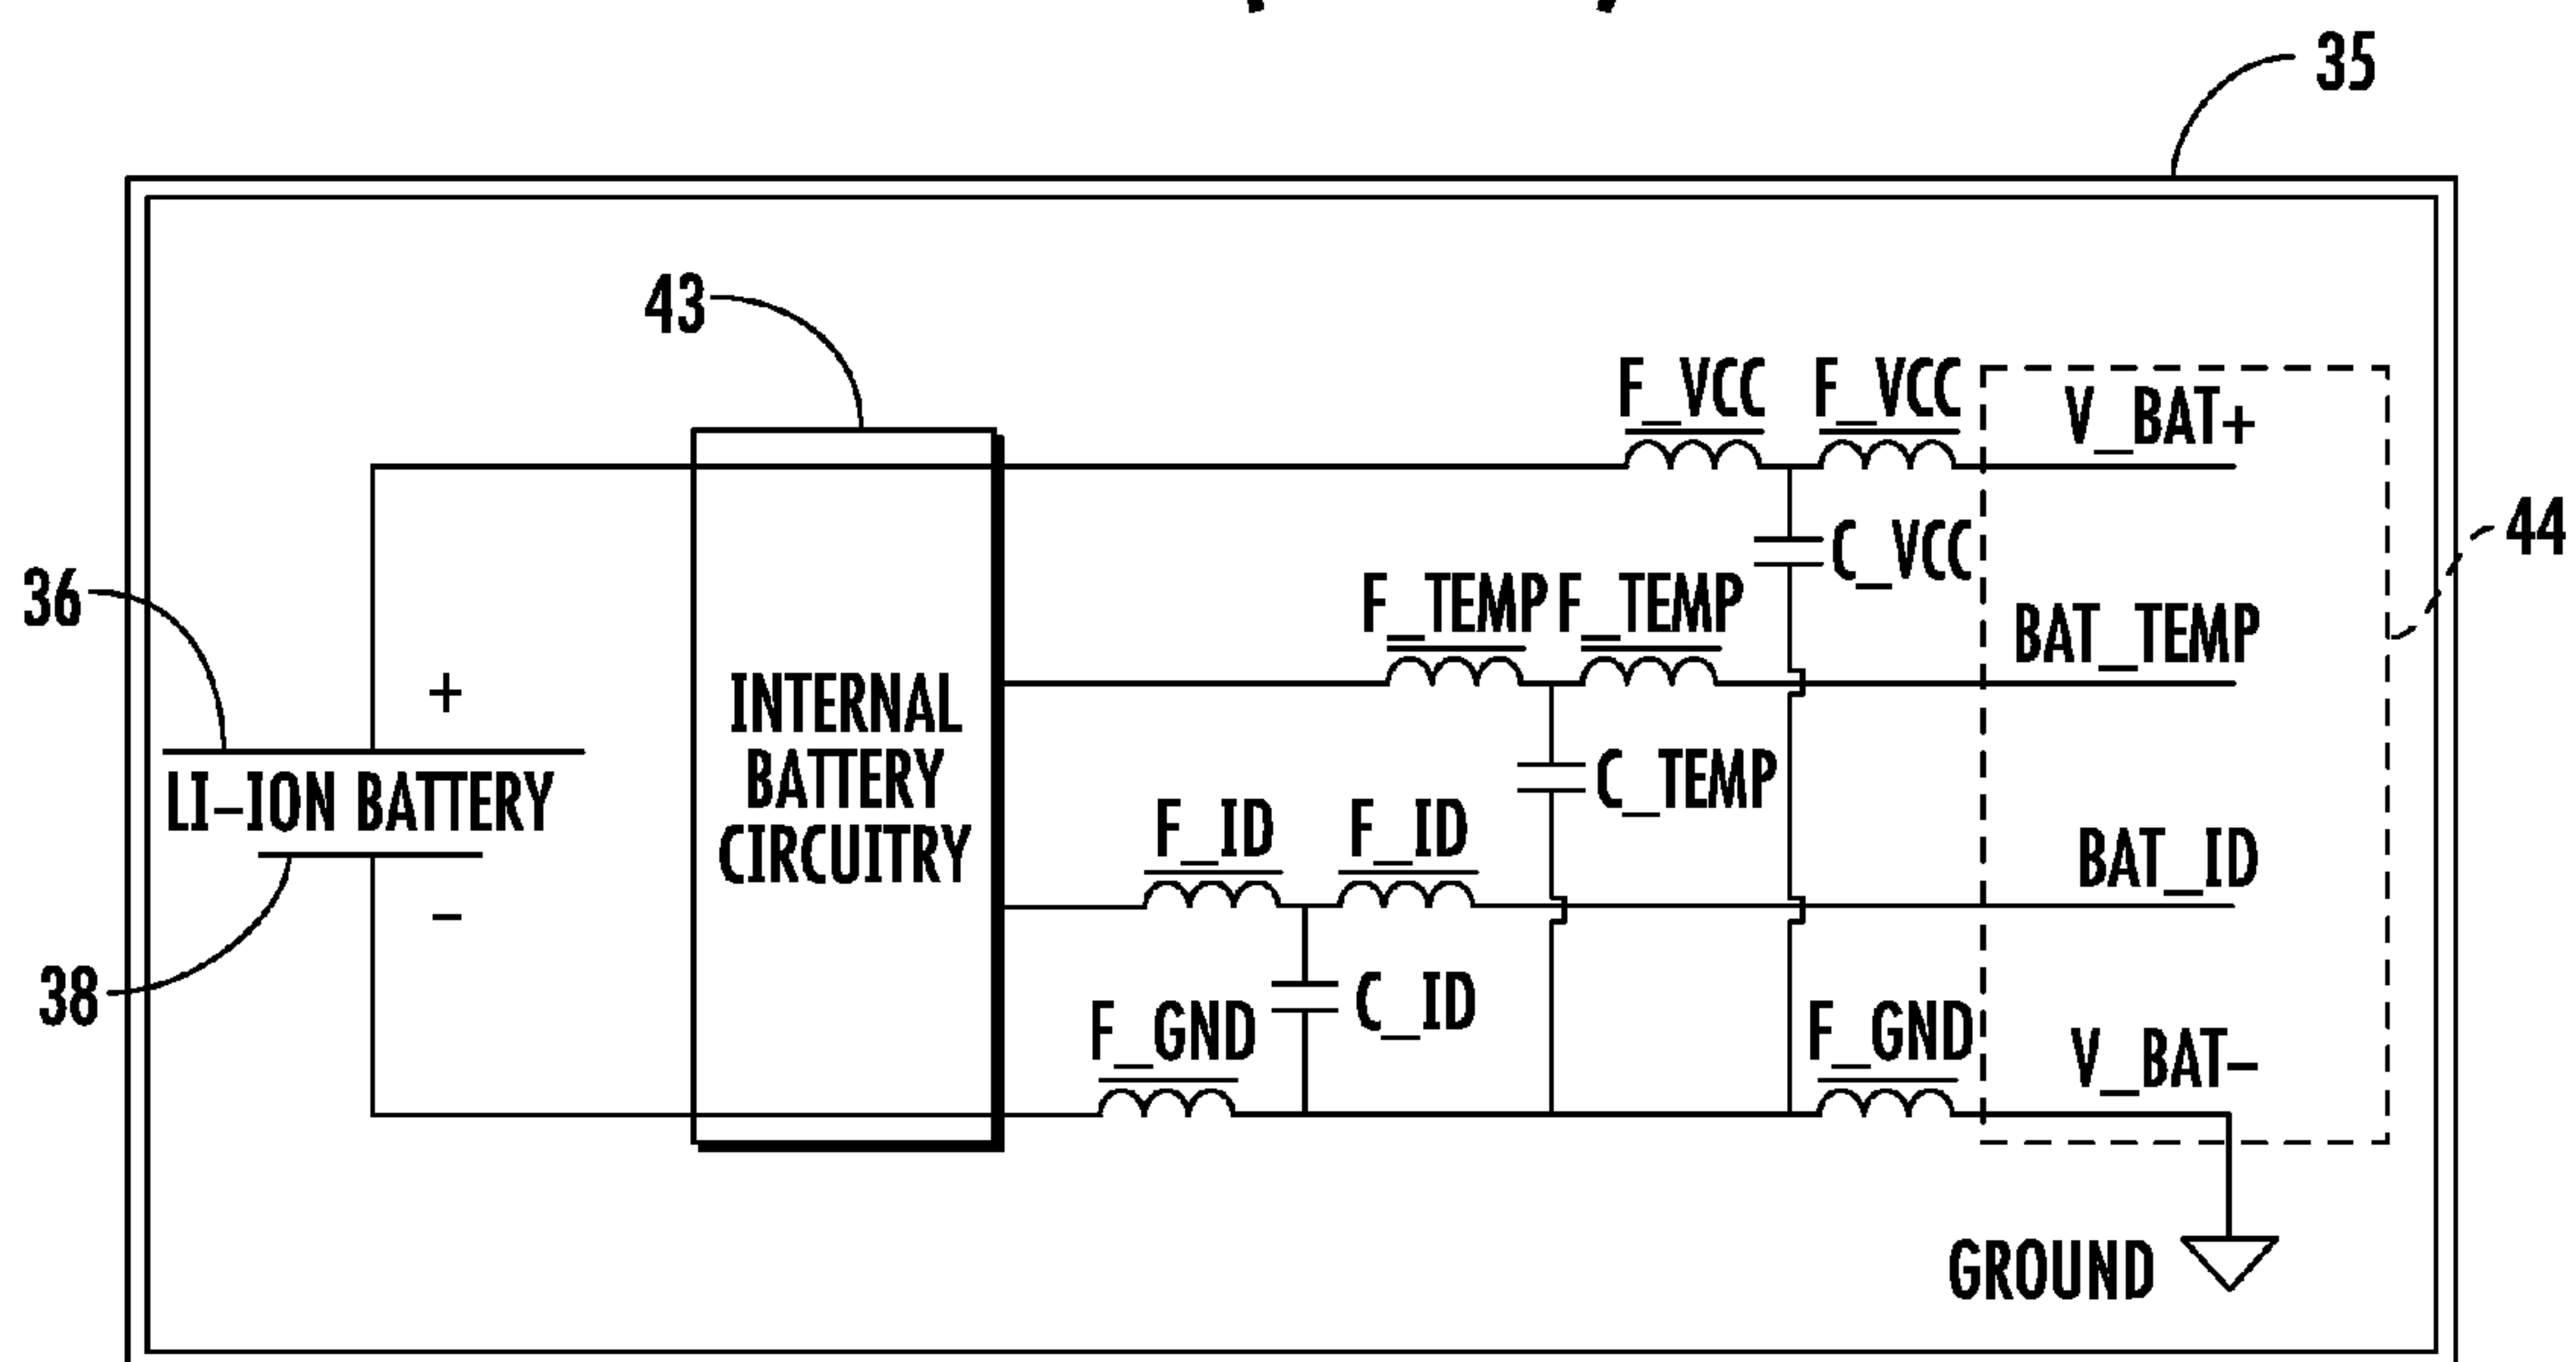 35
43
F_VCC F_VCC
V_BAT+
44
C_VCC
36
F_TEMP F_TEMP
BAT_TEMP
+
INTERNAL
BATTERY
CIRCUITRY
LI-ION BATTERY
C_TEMP
F_ID F_ID
BAT_ID
–
38
C_ID
F_GND
F_GND
V_BAT–
GROUND